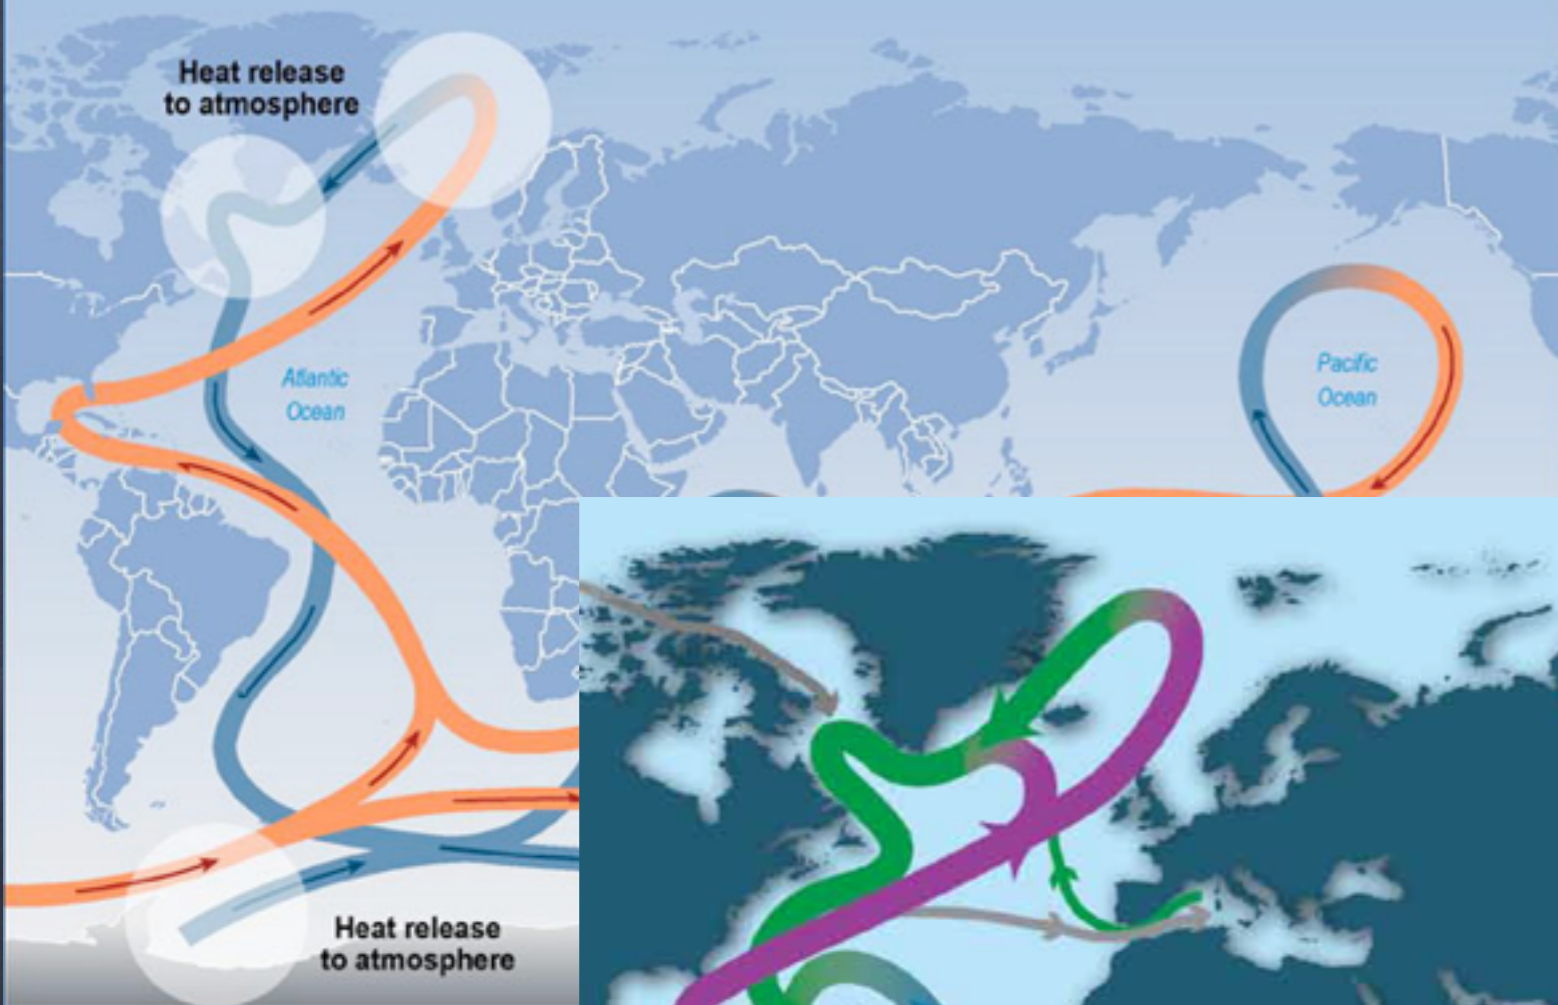 Heat release
to atmosphere
Atlantic
Ocean
Pacific
Ocean
Heat release
to atmosphere